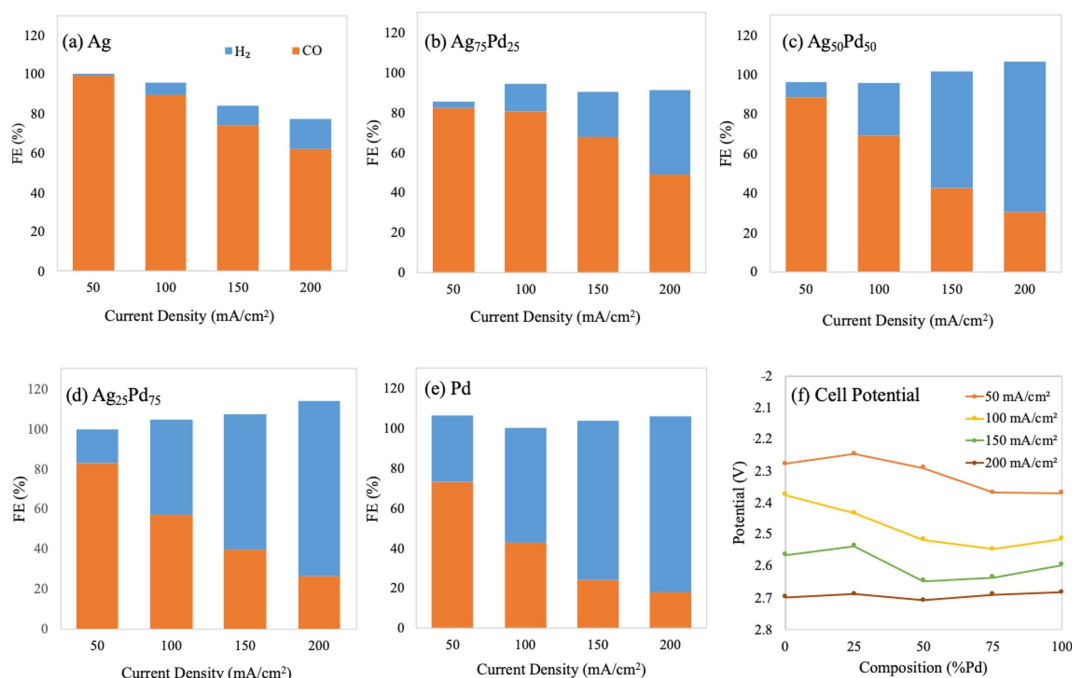 (a) Ag
H₂
CO
120
100
80
60
40
20
0
FE (%)
50 100 150 200
Current Density (mA/cm²)
(b) Ag₇₅Pd₂₅
120
100
80
60
40
20
0
FE (%)
50 100 150 200
Current Density (mA/cm²)
(c) Ag₅₀Pd₅₀
120
100
80
60
40
20
0
FE (%)
50 100 150 200
Current Density (mA/cm²)
(d) Ag₂₅Pd₇₅
120
100
80
60
40
20
0
FE (%)
50 100 150 200
Current Density (mA/cm²)
(e) Pd
120
100
80
60
40
20
0
FE (%)
50 100 150 200
Current Density (mA/cm²)
(f) Cell Potential
50 mA/cm²
100 mA/cm²
150 mA/cm²
200 mA/cm²
-2
2.1
2.2
2.3
2.4
2.5
2.6
2.7
2.8
Potential (V)
0 25 50 75 100
Composition (%Pd)